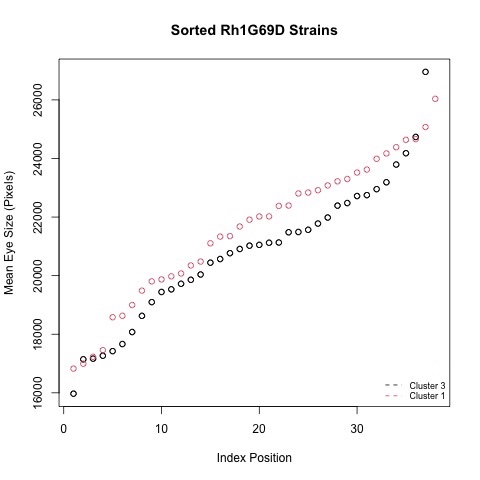 Sorted Rh1G69D Strains
Mean Eye Size (Pixels)
26000
24000
22000
20000
18000
16000
0 10 20 30
Index Position
Cluster 3
Cluster 1